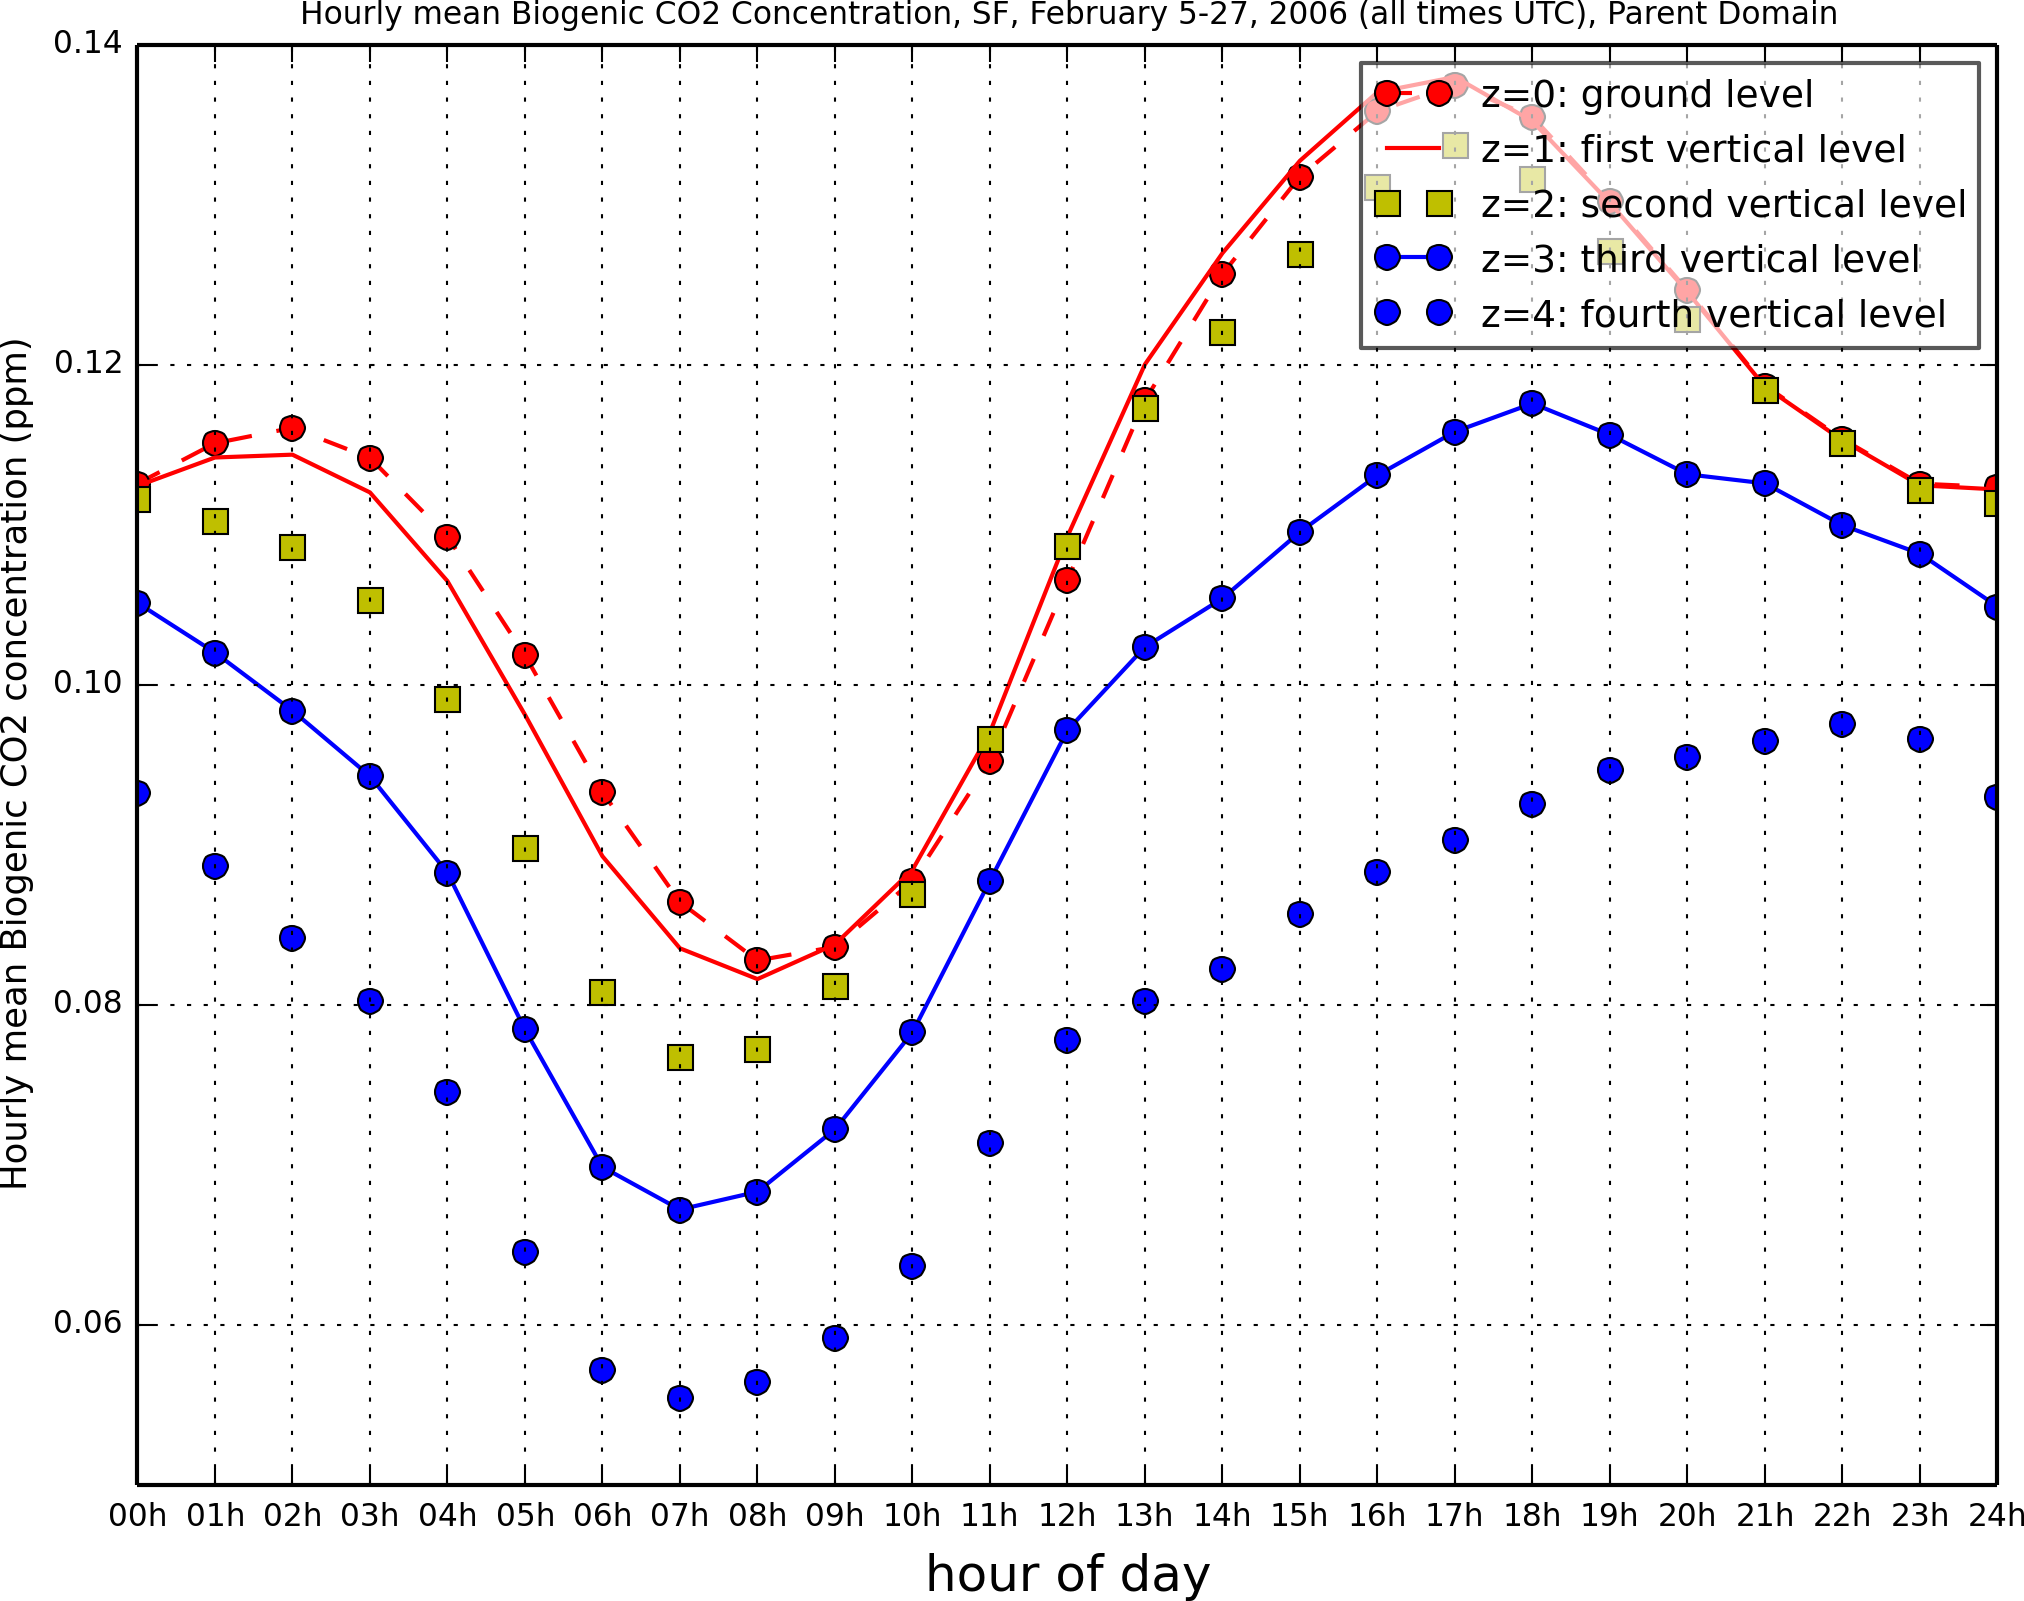 Hourly mean Biogenic CO2 Concentration, SF, February 5-27, 2006 (all times UTC), Parent Domain
Hourly mean Biogenic CO2 concentration (ppm)
0.14
0.12
0.10
0.08
0.06
z=0: ground level
z=1: first vertical level
z=2: second vertical level
z=3: third vertical level
z=4: fourth vertical level
00h 01h 02h 03h 04h 05h 06h 07h 08h 09h 10h 11h 12h 13h 14h 15h 16h 17h 18h 19h 20h 21h 22h 23h 24h
hour of day